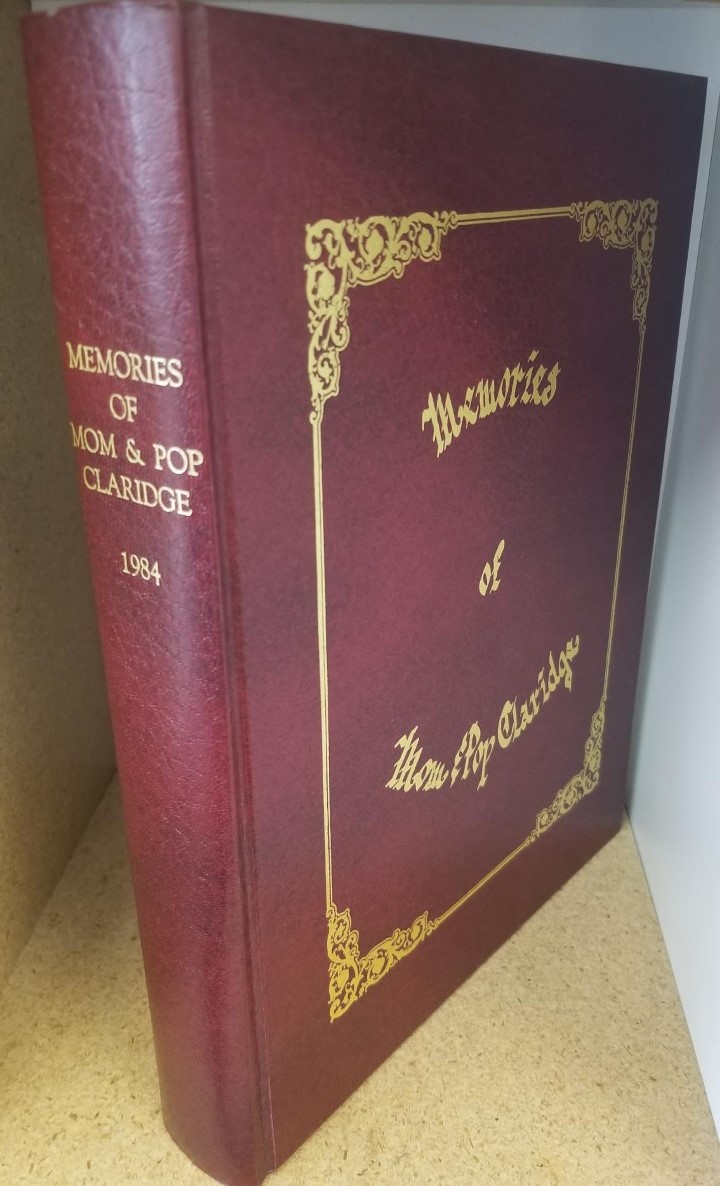 MEMORIES
OF
MOM & POP
CLARIDGE
1984
Memories
of
Mom & Pop Claridge